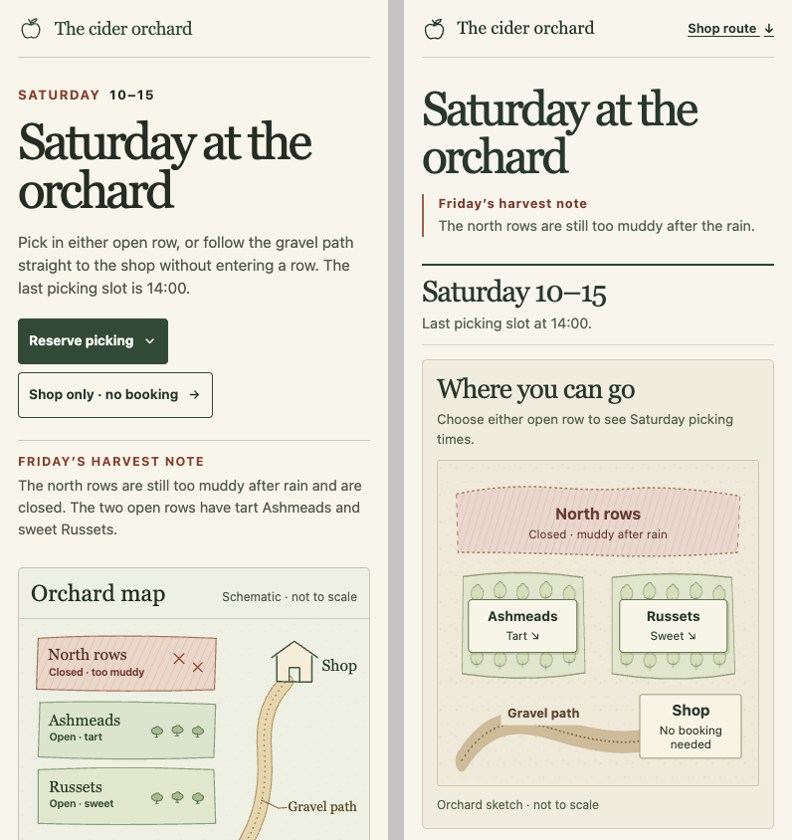 The cider orchard
SATURDAY 10–15
Saturday at the
orchard
Pick in either open row, or follow the gravel path
straight to the shop without entering a row. The
last picking slot is 14:00.
Reserve picking
Shop only · no booking →
FRIDAY’S HARVEST NOTE
The north rows are still too muddy after rain and are
closed. The two open rows have tart Ashmeads and
sweet Russets.
Orchard map
Schematic · not to scale
North rows
Closed · too muddy
Shop
Ashmeads
Open · tart
Russets
Open · sweet
Gravel path
The cider orchard
Shop route ↓
Saturday at the
orchard
Friday’s harvest note
The north rows are still too muddy after the rain.
Saturday 10–15
Last picking slot at 14:00.
Where you can go
Choose either open row to see Saturday picking
times.
North rows
Closed · muddy after rain
Ashmeads
Tart ↘
Russets
Sweet ↘
Gravel path
Shop
No booking
needed
Orchard sketch · not to scale